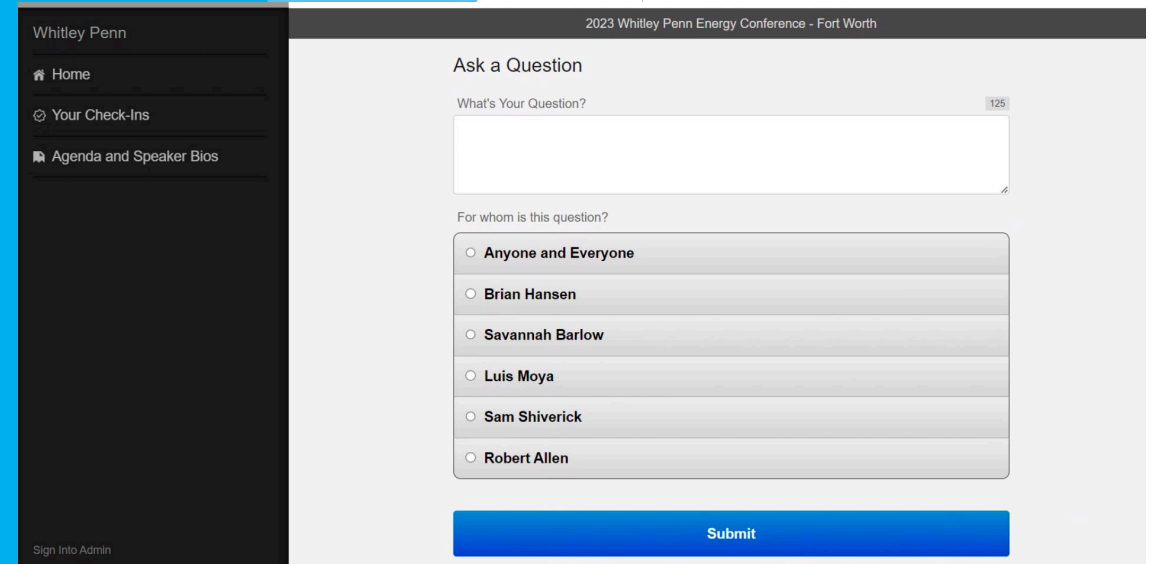 Whitley Penn
Home
Your Check-Ins
Agenda and Speaker Bios
Sign Into Admin
2023 Whitley Penn Energy Conference - Fort Worth
Ask a Question
What's Your Question?
125
For whom is this question?
Anyone and Everyone
Brian Hansen
Savannah Barlow
Luis Moya
Sam Shiverick
Robert Allen
Submit